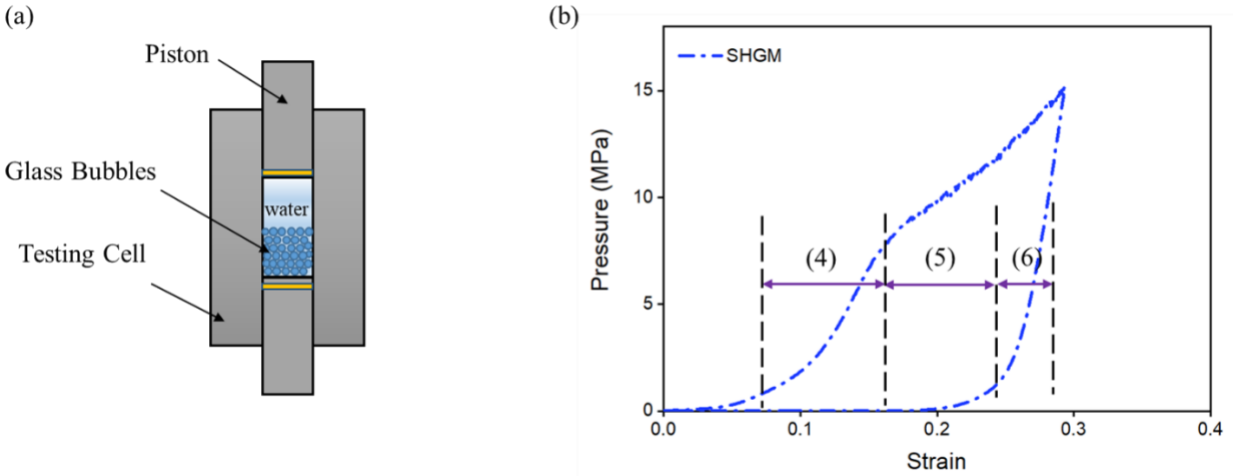 (a)
Piston
Glass Bubbles
water
Testing Cell
(b)
SHGM
15
10
5
0
Pressure (MPa)
(4)
(5)
(6)
0.0 0.1 0.2 0.3 0.4
Strain